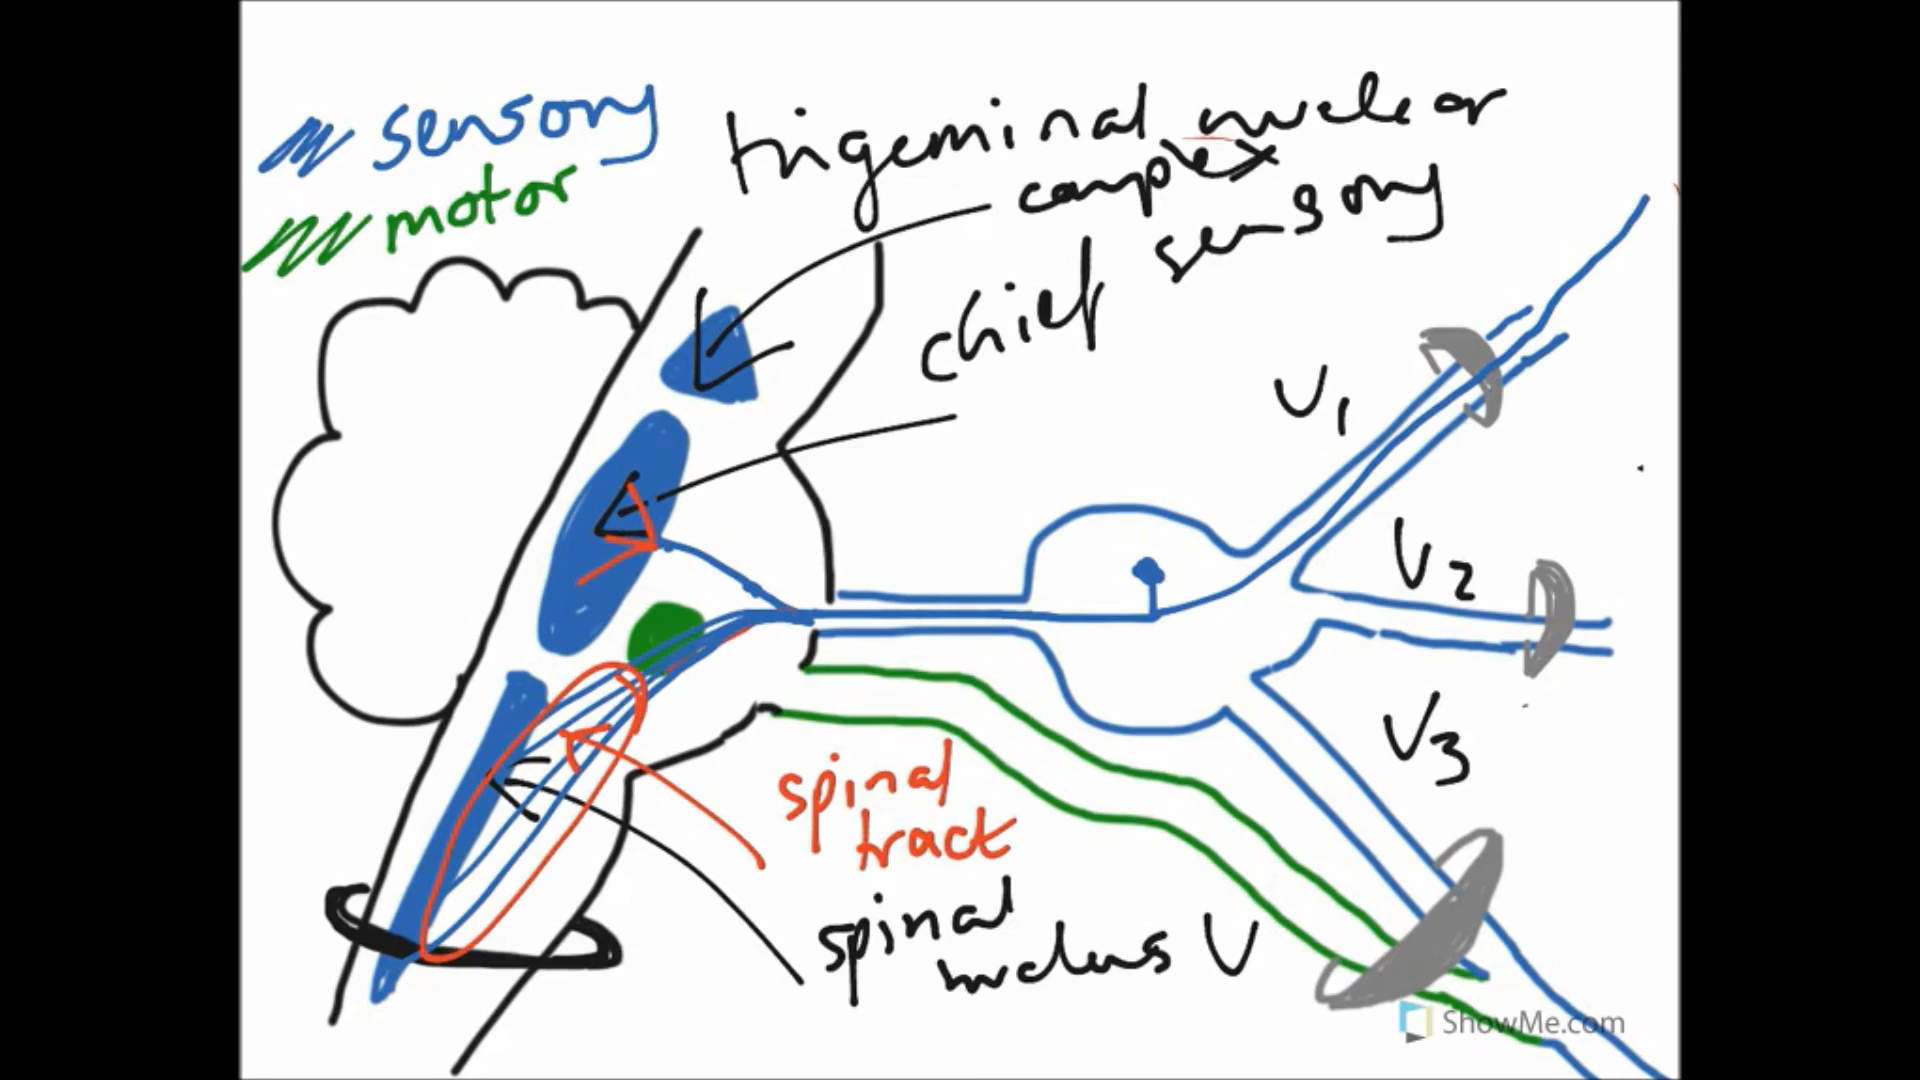 sensory
motor
trigeminal nuclear
complex
chief sensory
V1
V2
V3
spinal
tract
spinal
nucleus V
ShowMe.com